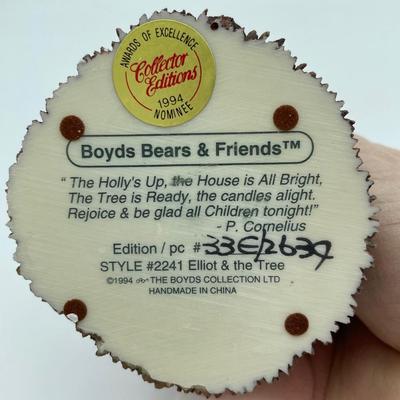 AWARDS OF EXCELLENCE
Collector
Editions
1994
NOMINEE
Boyds Bears & Friends™
"The Holly's Up, the House is All Bright,
The Tree is Ready, the candles alight.
Rejoice & be glad all Children tonight!"
- P. Cornelius
Edition / pc #33E/2639
STYLE #2241 Elliot & the Tree
©1994 THE BOYDS COLLECTION LTD
HANDMADE IN CHINA